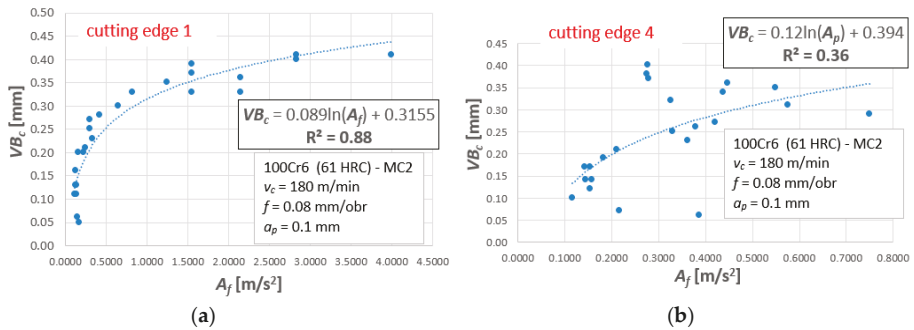 cutting edge 1
0.50
0.45
0.40
0.35
0.30
0.25
0.20
0.15
0.10
0.05
0.00
VBc [mm]
VBc = 0.089ln(Af) + 0.3155
R² = 0.88
100Cr6 (61 HRC) - MC2
vc = 180 m/min
f = 0.08 mm/obr
ap = 0.1 mm
0.0000 0.5000 1.0000 1.5000 2.0000 2.5000 3.0000 3.5000 4.0000 4.5000
Af [m/s²]
(a)
cutting edge 4
VBc = 0.12ln(Ap) + 0.394
R² = 0.36
0.45
0.40
0.35
0.30
0.25
0.20
0.15
0.10
0.05
0.00
VBc [mm]
100Cr6 (61 HRC) - MC2
vc = 180 m/min
f = 0.08 mm/obr
ap = 0.1 mm
0.0000 0.1000 0.2000 0.3000 0.4000 0.5000 0.6000 0.7000 0.8000
Af [m/s²]
(b)